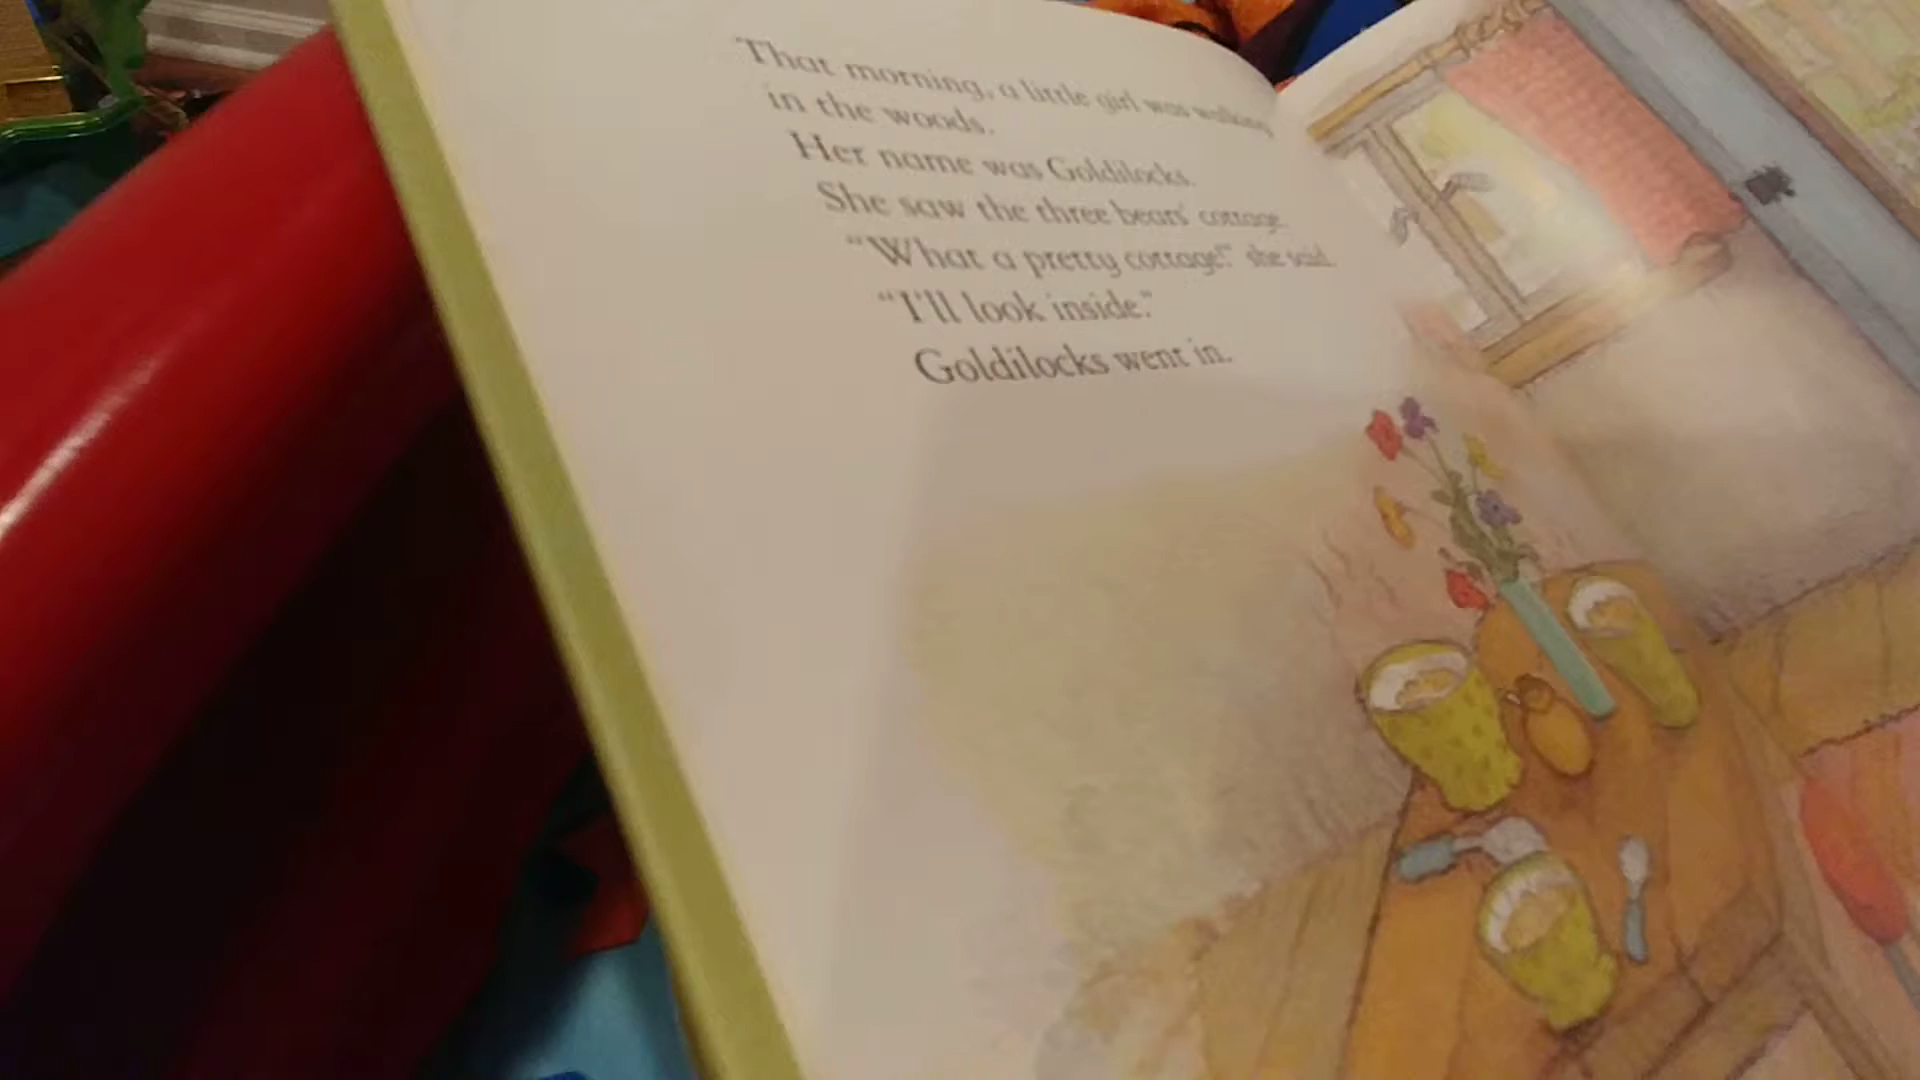 That morning, a little girl was walking
in the woods.
Her name was Goldilocks.
She saw the three bears' cottage.
"What a pretty cottage!" she said.
"I'll look inside."
Goldilocks went in.